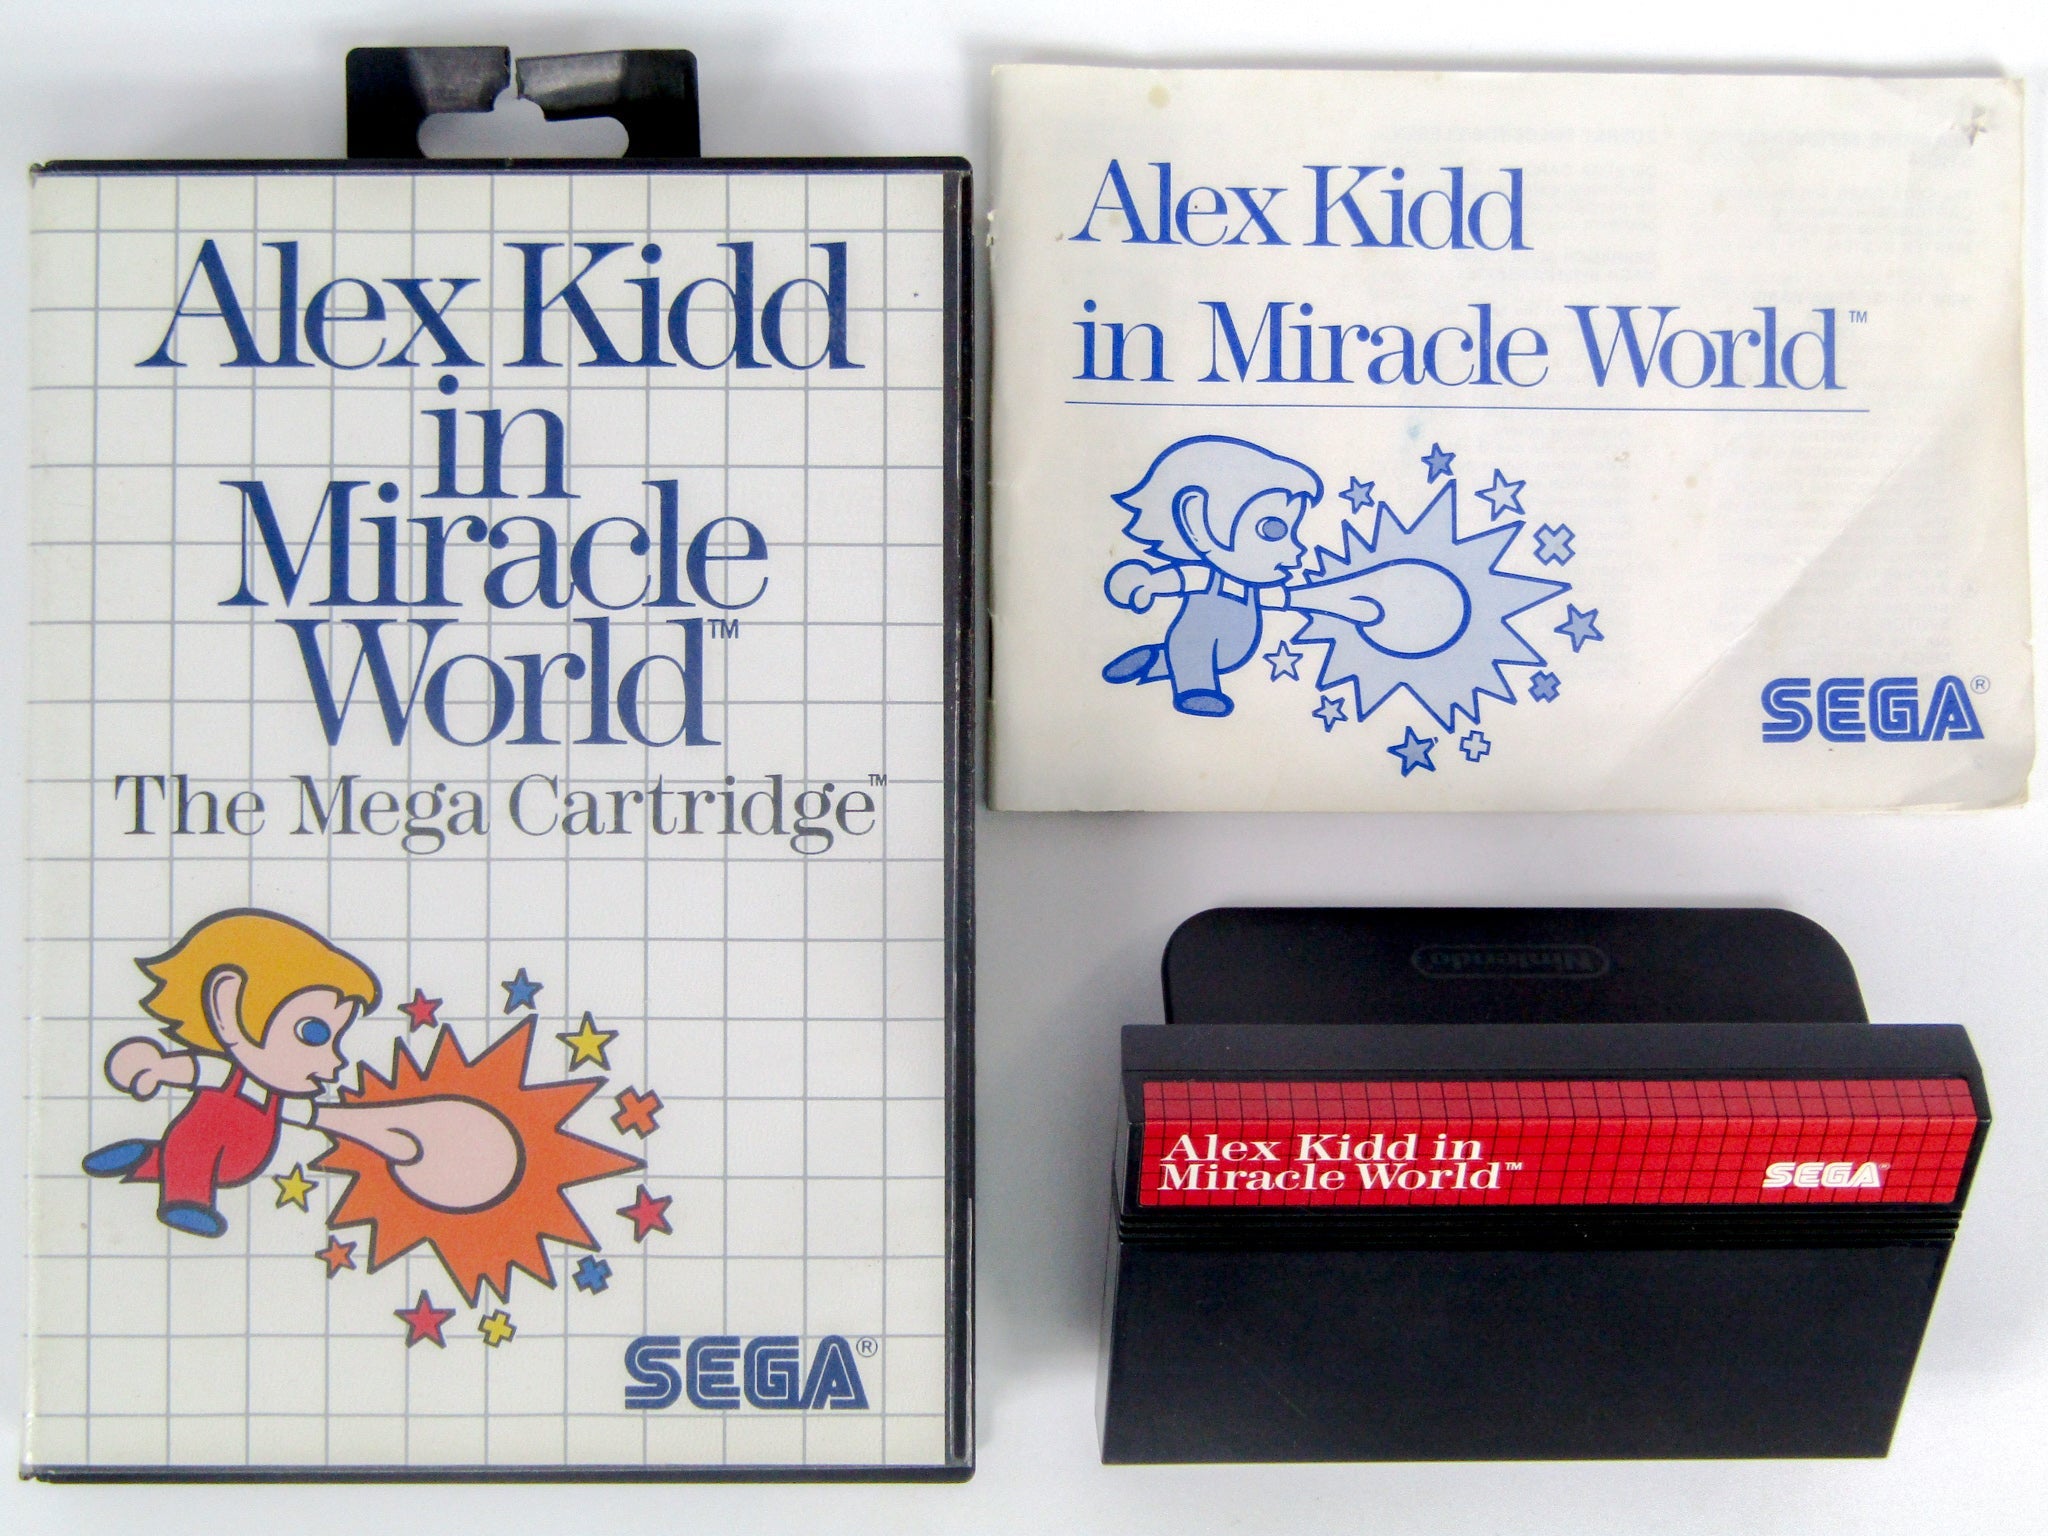 Alex Kidd
in
Miracle
World™
The Mega Cartridge™
SEGA®
Alex Kidd
in Miracle World™
SEGA®
Nintendo
Alex Kidd in
Miracle World™
SEGA®